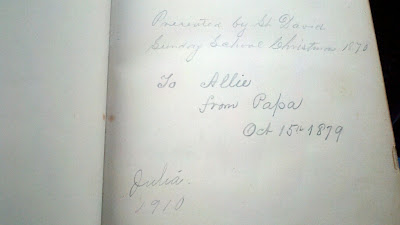 Presented by St David
Sunday School Christmas 1878
To Allie
from Papa
Oct 15th 1879
Julia.
1910